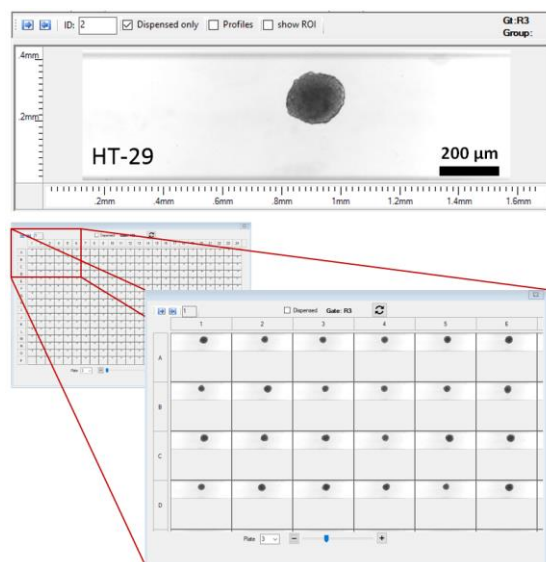 ID: 2 Dispensed only Profiles show ROI Gt:R3
Group:
.4mm
.2mm
HT-29 200 µm
.2mm .4mm .6mm .8mm 1mm 1.2mm 1.4mm 1.6mm
Dispensed
Plate
1 Dispensed Gate: R3
1 2 3 4 5 6
A
B
C
D
Plate 3